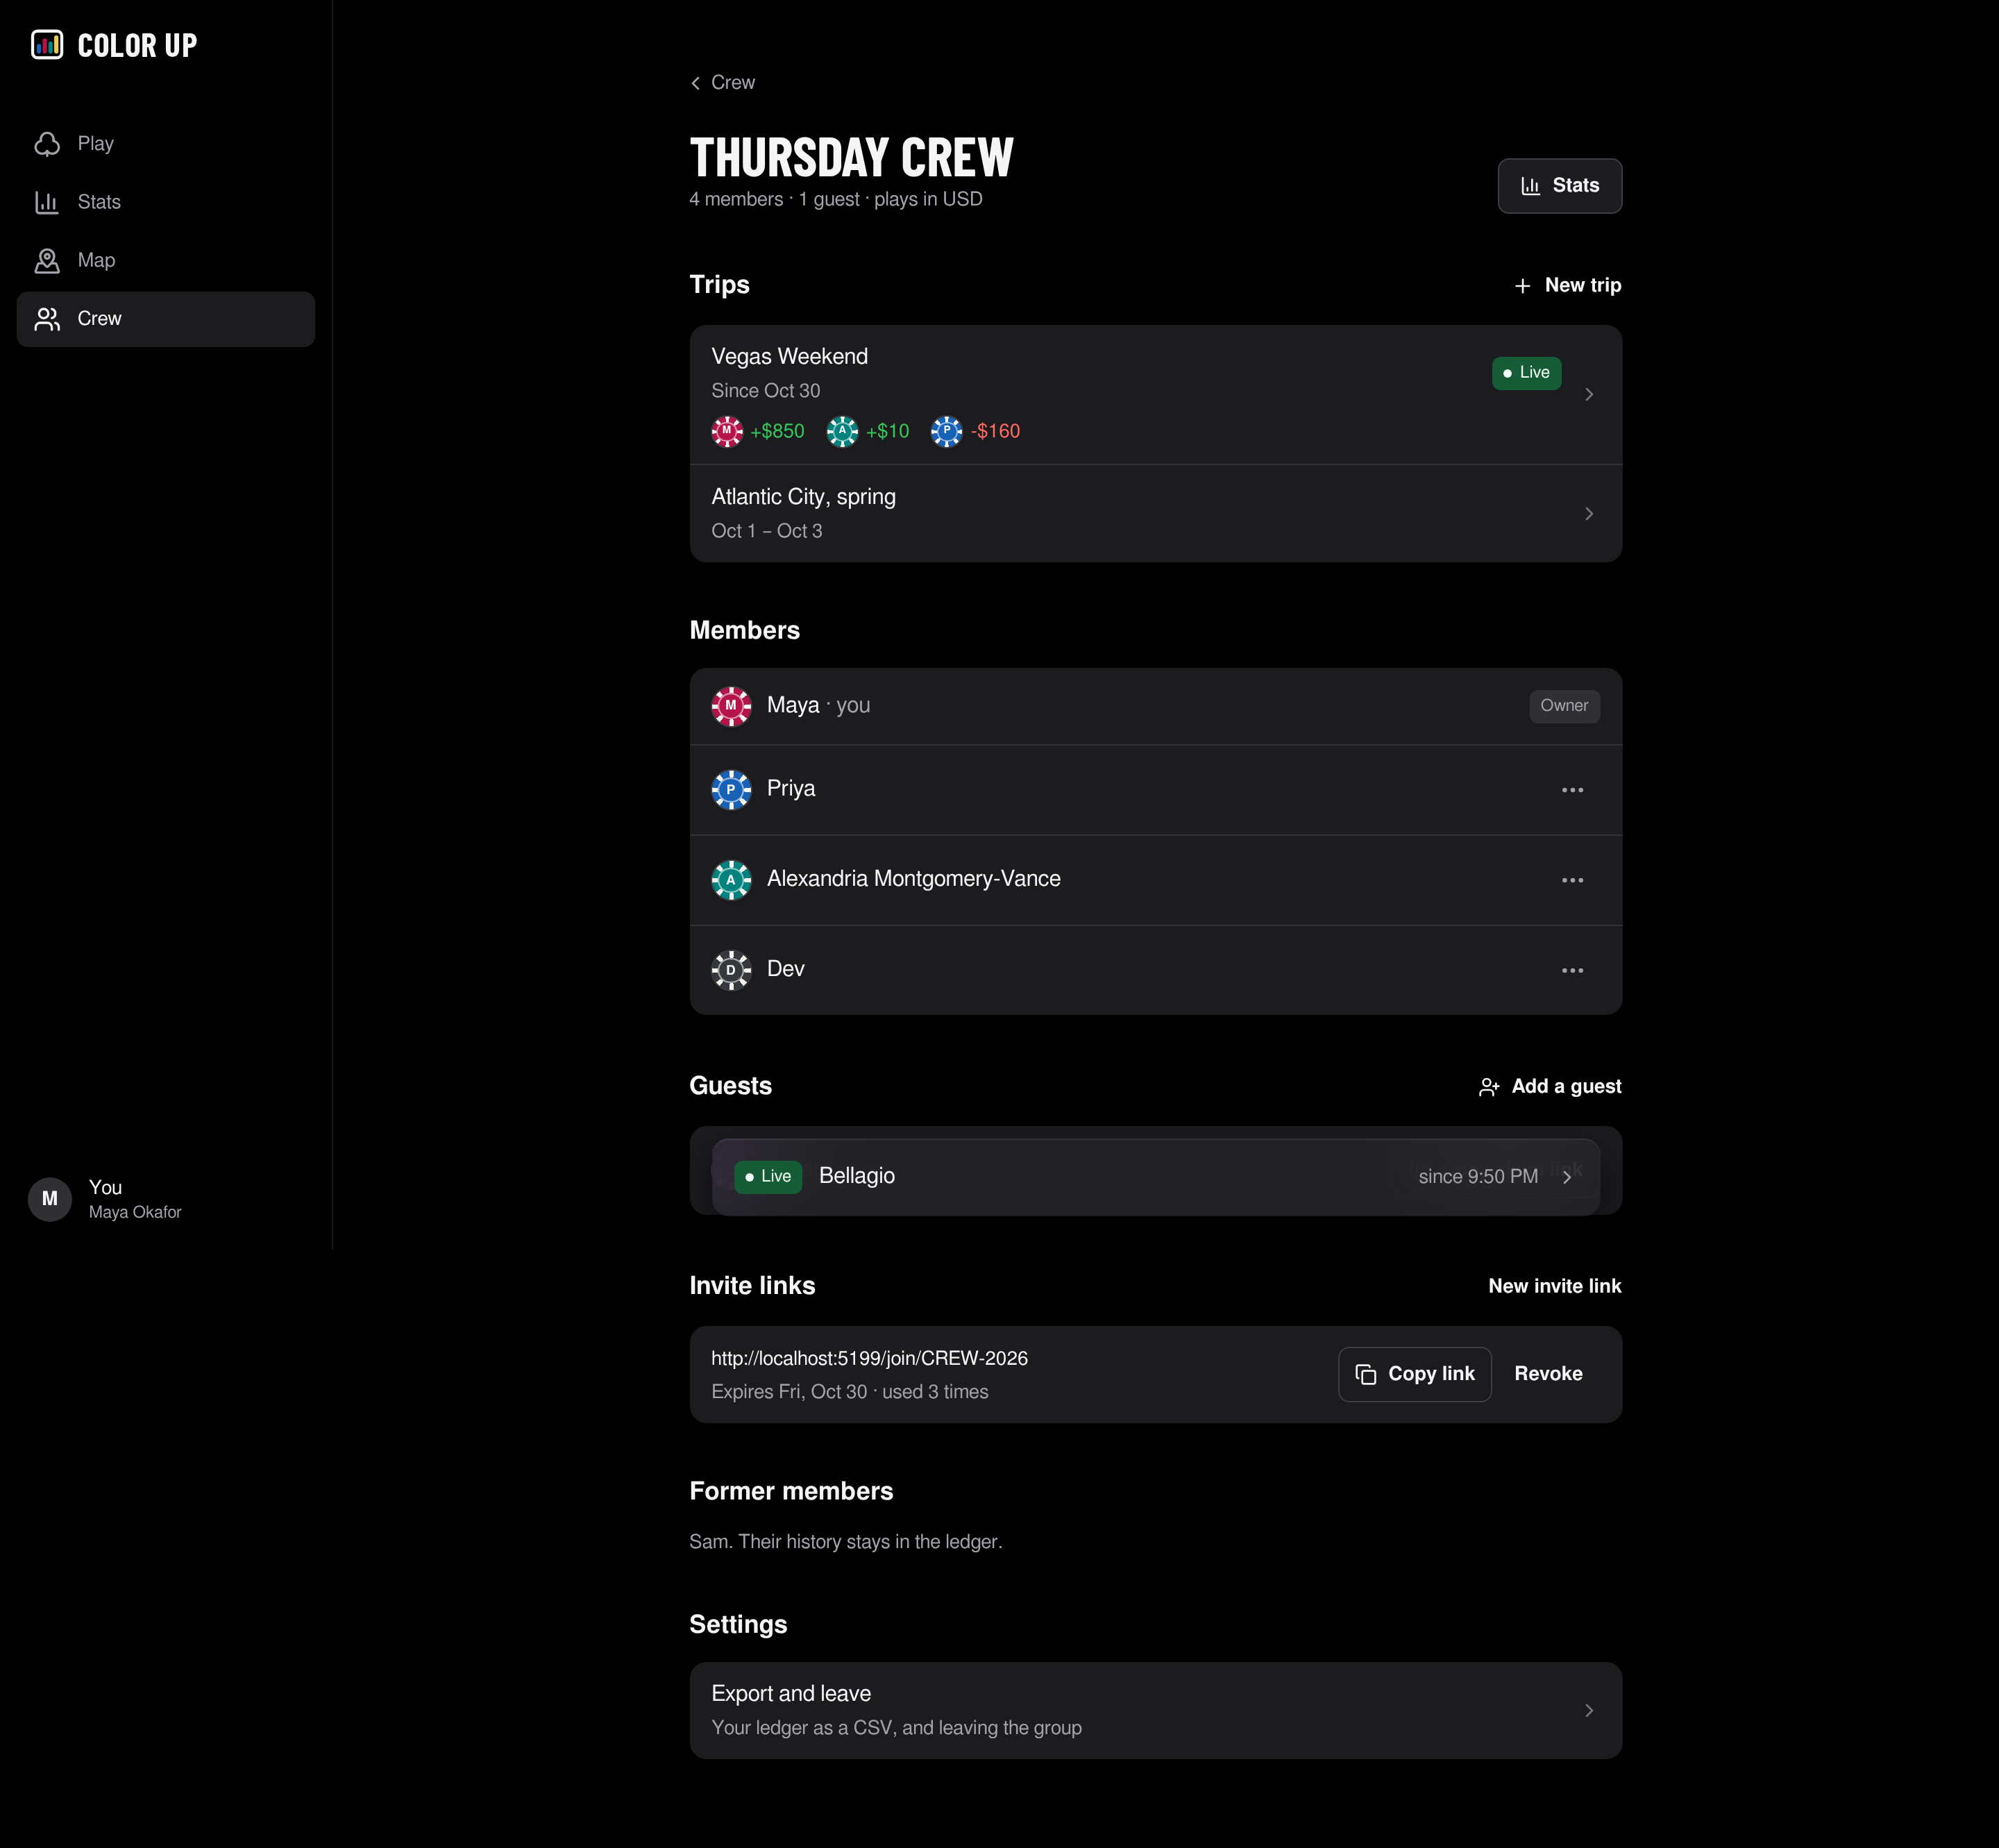 COLOR UP
Play
Stats
Map
Crew
Crew
THURSDAY CREW
4 members · 1 guest · plays in USD
Stats
Trips
New trip
Vegas Weekend
Since Oct 30
Live
M +$850 A +$10 P -$160
Atlantic City, spring
Oct 1 – Oct 3
Members
M Maya · you
Owner
P Priya
A Alexandria Montgomery-Vance
D Dev
Guests
Add a guest
Live Bellagio since 9:50 PM
M
You
Maya Okafor
Invite links
New invite link
http://localhost:5199/join/CREW-2026
Expires Fri, Oct 30 · used 3 times
Copy link
Revoke
Former members
Sam. Their history stays in the ledger.
Settings
Export and leave
Your ledger as a CSV, and leaving the group